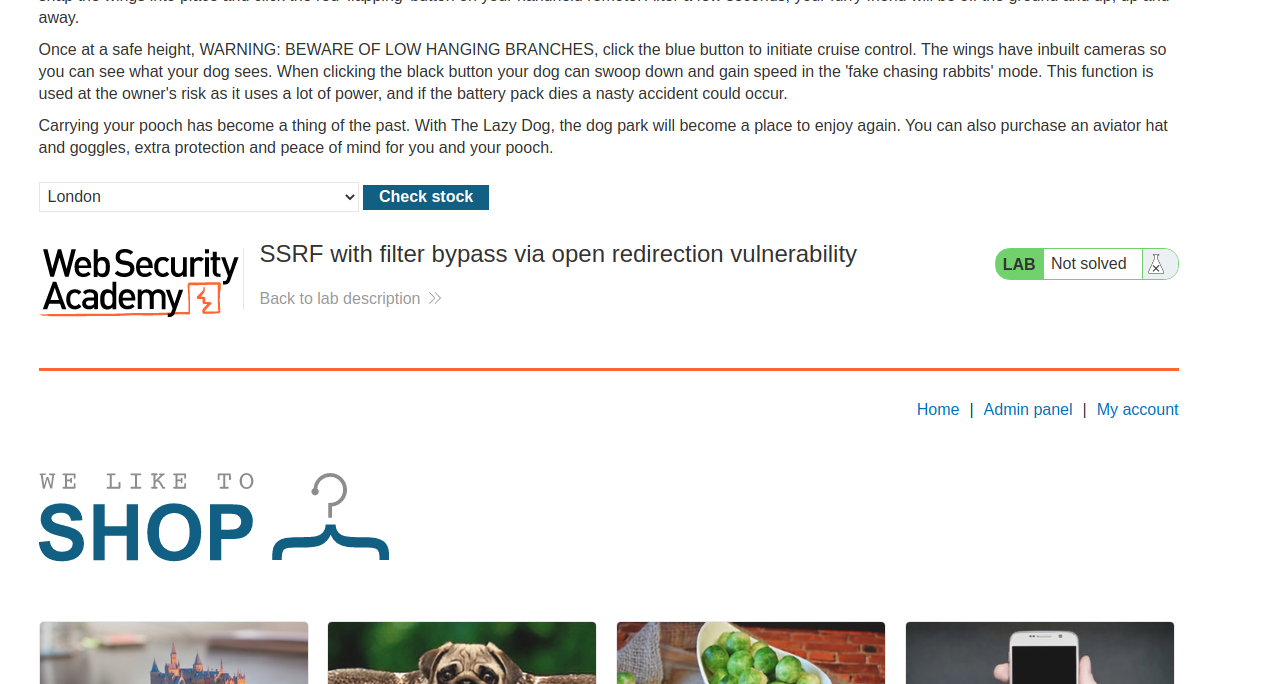 away.
Once at a safe height, WARNING: BEWARE OF LOW HANGING BRANCHES, click the blue button to initiate cruise control. The wings have inbuilt cameras so
you can see what your dog sees. When clicking the black button your dog can swoop down and gain speed in the 'fake chasing rabbits' mode. This function is
used at the owner's risk as it uses a lot of power, and if the battery pack dies a nasty accident could occur.
Carrying your pooch has become a thing of the past. With The Lazy Dog, the dog park will become a place to enjoy again. You can also purchase an aviator hat
and goggles, extra protection and peace of mind for you and your pooch.
London
Check stock
Web Security
Academy
SSRF with filter bypass via open redirection vulnerability
Back to lab description
LAB Not solved
Home | Admin panel | My account
WE LIKE TO
SHOP